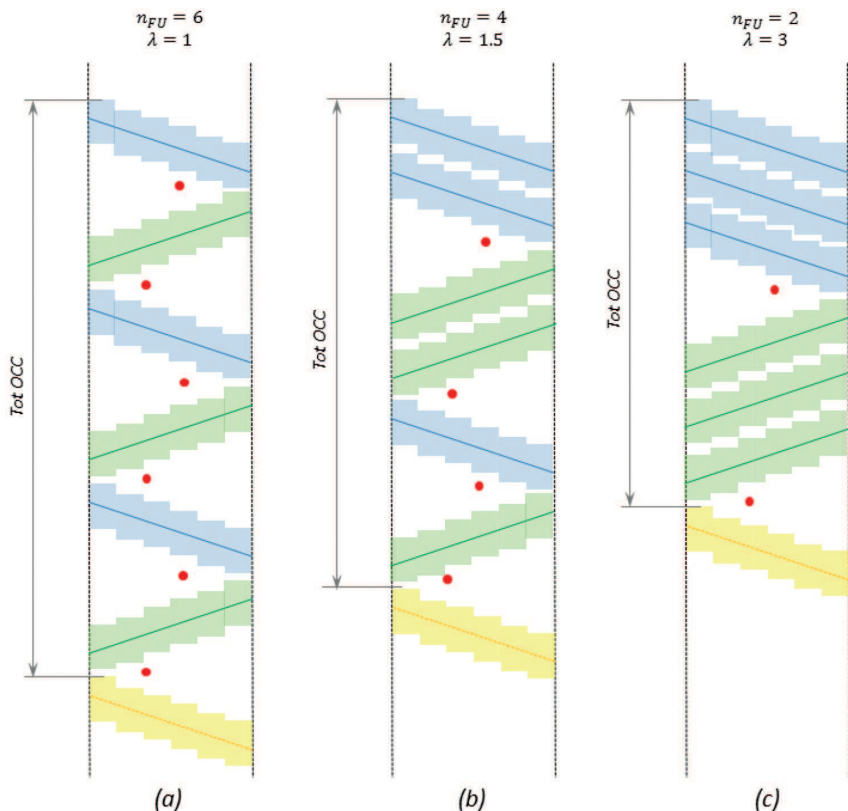 n_FU = 6
λ = 1
n_FU = 4
λ = 1.5
n_FU = 2
λ = 3
Tot OCC
Tot OCC
Tot OCC
(a)
(b)
(c)